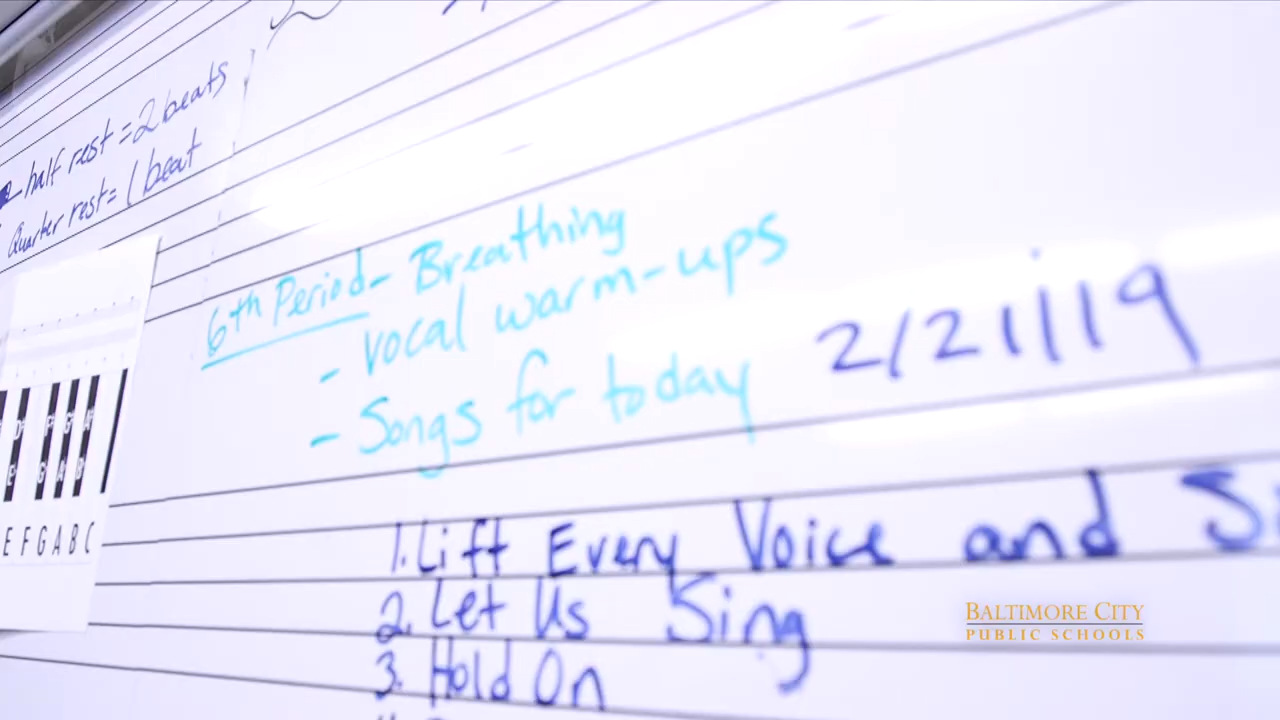 half rest = 2 beats
Quarter rest = 1 beat
6th Period - Breathing
- Vocal warm-ups
- Songs for today
2/21/19
E F G A B C
1. Lift Every Voice and S
2. Let Us Sing
3. Hold On
BALTIMORE CITY
PUBLIC SCHOOLS